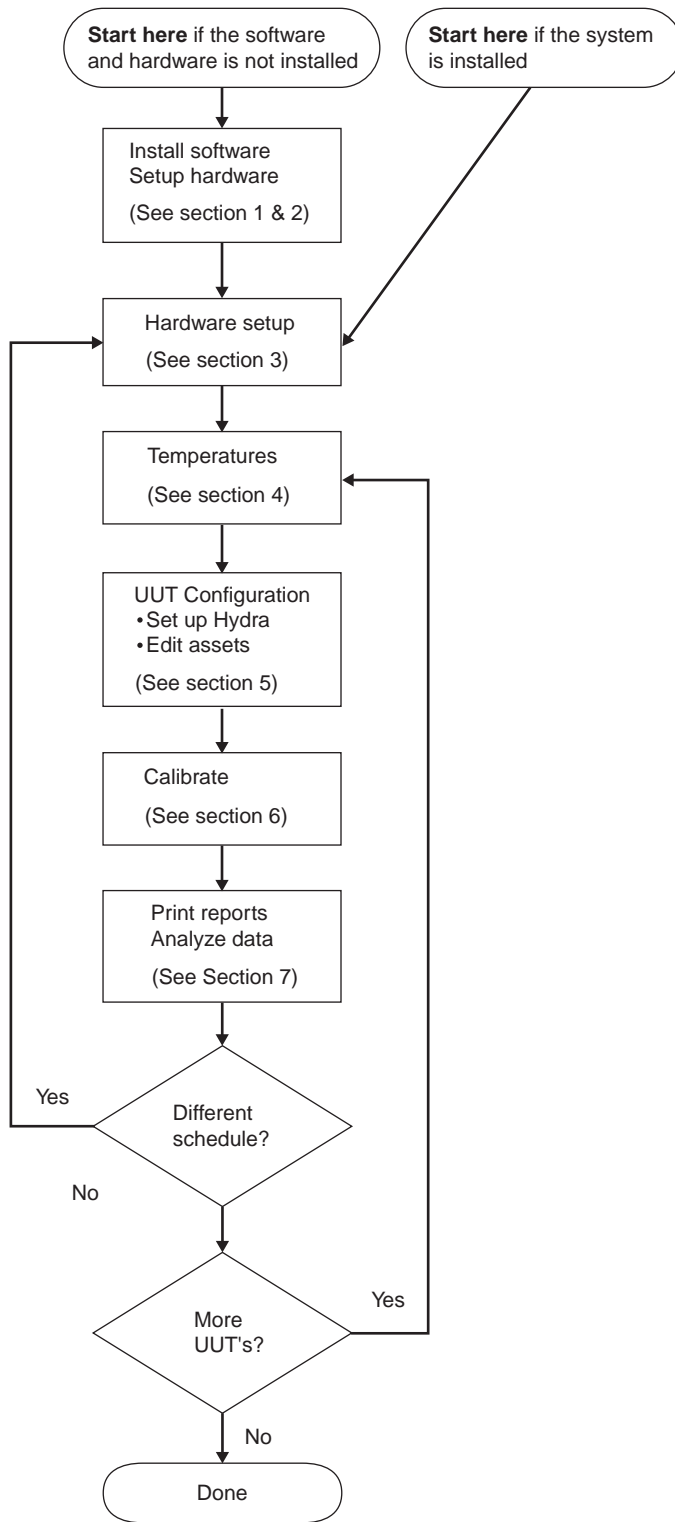 Start here if the software
and hardware is not installed
Start here if the system
is installed
Install software
Setup hardware
(See section 1 & 2)
Hardware setup
(See section 3)
Temperatures
(See section 4)
UUT Configuration
• Set up Hydra
• Edit assets
(See section 5)
Calibrate
(See section 6)
Print reports
Analyze data
(See Section 7)
Yes
Different
schedule?
No
Yes
More
UUT's?
No
Done